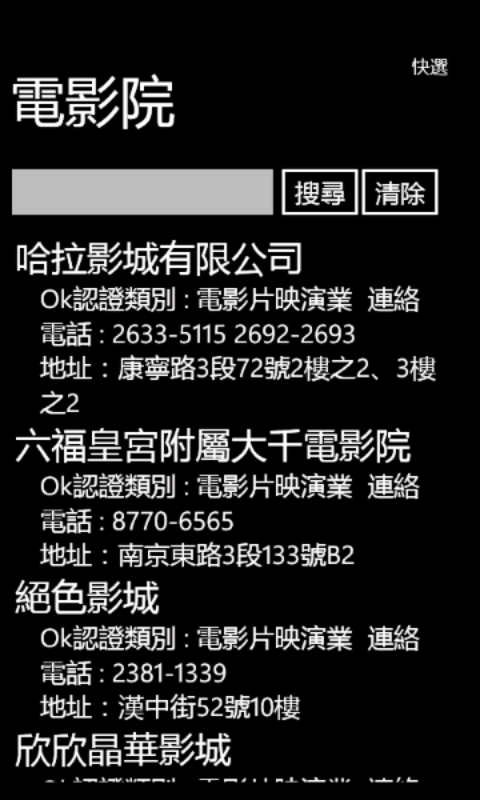 快選
電影院
搜尋 清除
哈拉影城有限公司
Ok認證類別 : 電影片映演業 連絡
電話 : 2633-5115 2692-2693
地址：康寧路3段72號2樓之2、3樓
之2
六福皇宮附屬大千電影院
Ok認證類別 : 電影片映演業 連絡
電話 : 8770-6565
地址：南京東路3段133號B2
絕色影城
Ok認證類別 : 電影片映演業 連絡
電話 : 2381-1339
地址：漢中街52號10樓
欣欣晶華影城